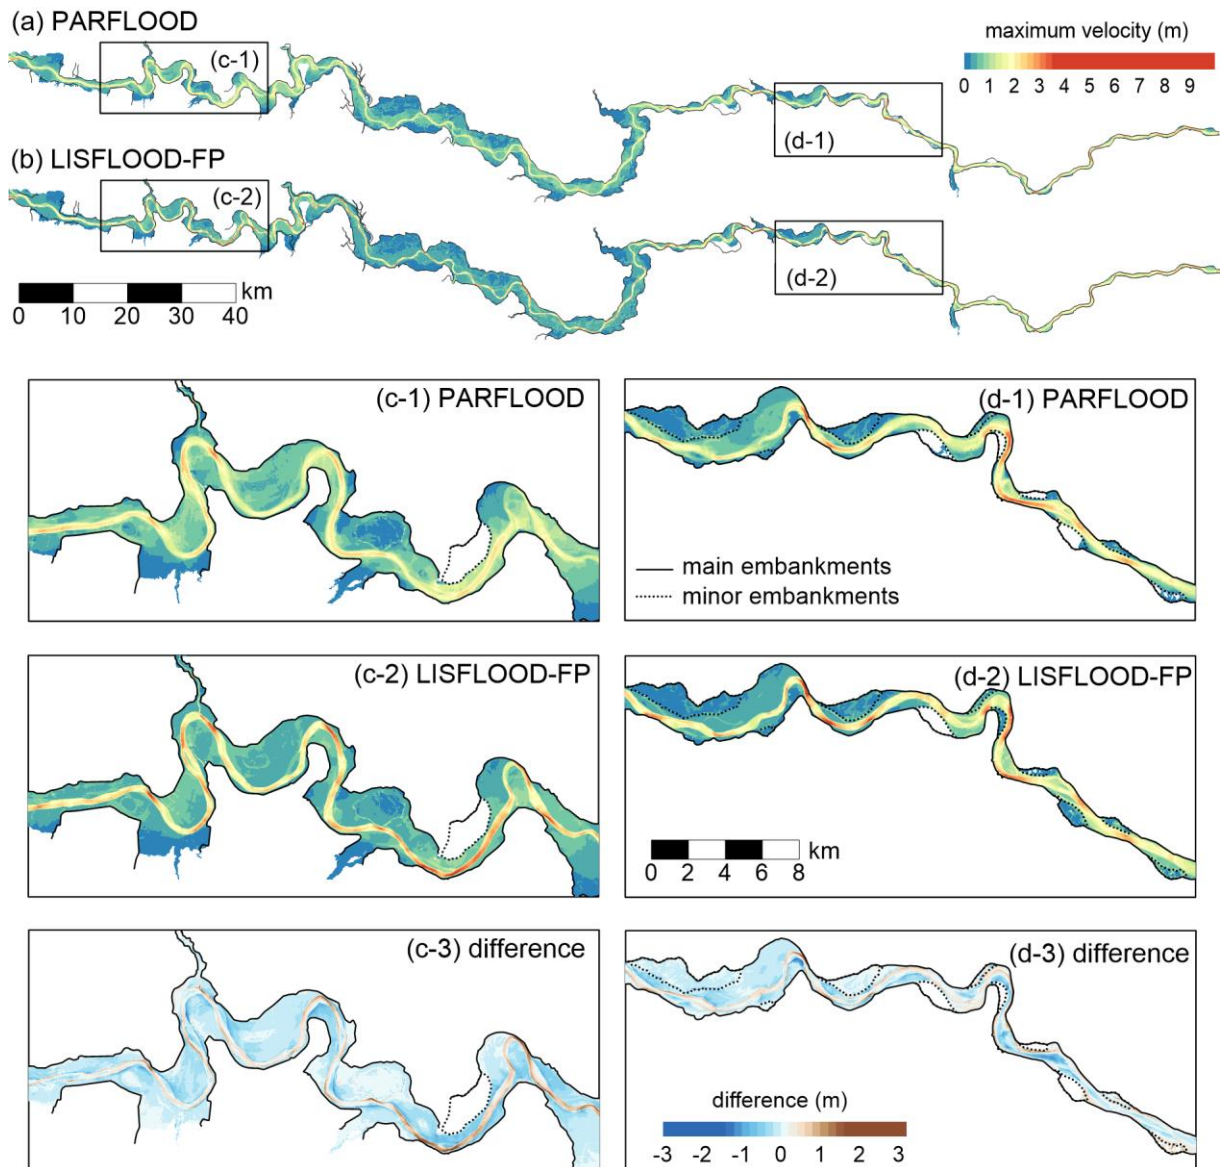 (a) PARFLOOD
maximum velocity (m)
0 1 2 3 4 5 6 7 8 9
(c-1)
(d-1)
(b) LISFLOOD-FP
(c-2)
(d-2)
km
0 10 20 30 40
(c-1) PARFLOOD
(d-1) PARFLOOD
main embankments
minor embankments
(c-2) LISFLOOD-FP
(d-2) LISFLOOD-FP
km
0 2 4 6 8
(c-3) difference
(d-3) difference
difference (m)
-3 -2 -1 0 1 2 3